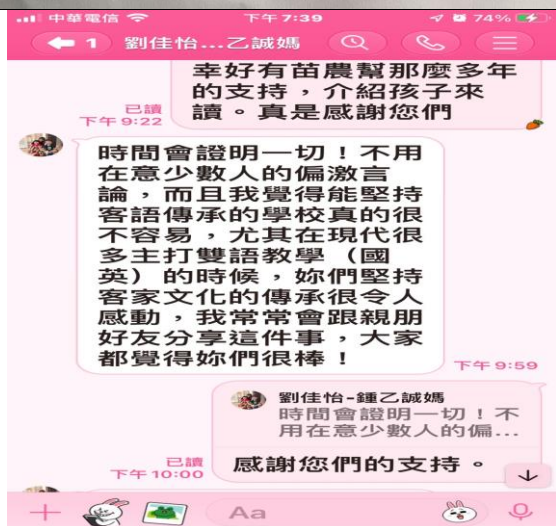 中華電信 下午7:39 74%
1 劉佳怡...乙誠媽
幸好有苗農幫那麼多年
的支持,介紹孩子來
讀。真是感謝您們
已讀
下午 9:22
時間會證明一切!不用
在意少數人的偏激言
論,而且我覺得能堅持
客語傳承的學校真的很
不容易,尤其在現代很
多主打雙語教學(國
英)的時候,妳們堅持
客家文化的傳承很令人
感動,我常常會跟親朋
好友分享這件事,大家
都覺得妳們很棒!
下午 9:59
劉佳怡-鍾乙誠媽
時間會證明一切!不
用在意少數人的偏...
感謝您們的支持。
已讀
下午 10:00
Aa